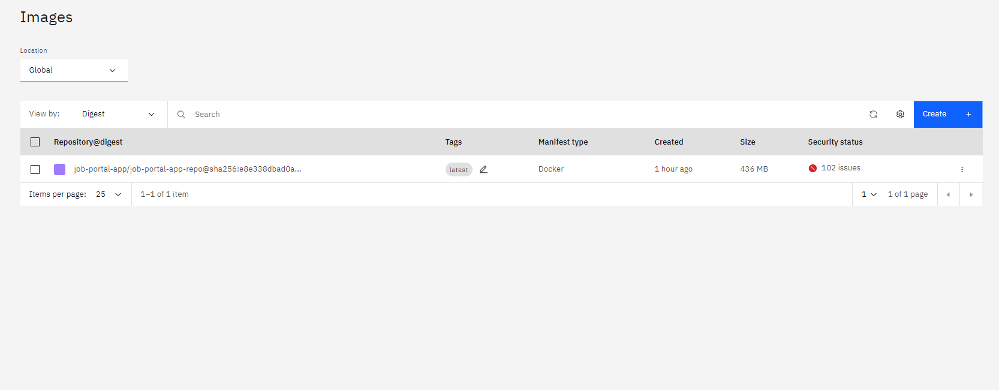 Images
Location
Global
View by: Digest Search Create +
Repository@digest Tags Manifest type Created Size Security status
job-portal-app/job-portal-app-repo@sha256:e8e338dbad0a... latest Docker 1 hour ago 436 MB 102 issues
Items per page: 25 1–1 of 1 item 1 1 of 1 page